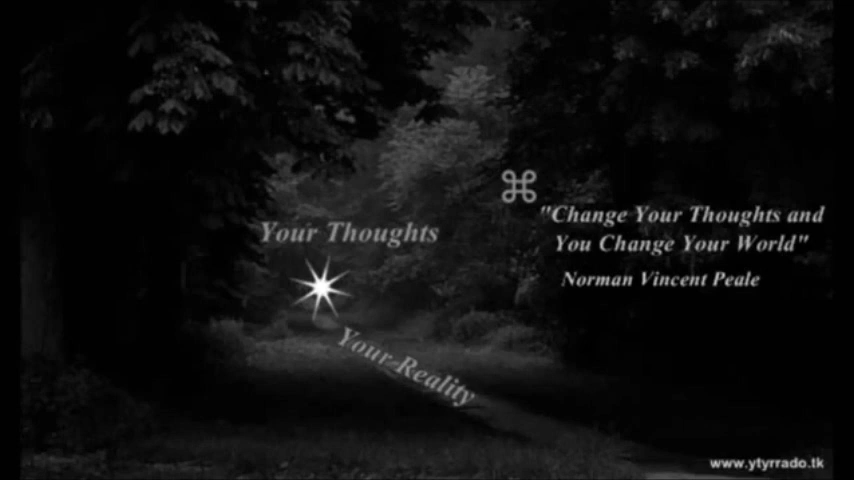 Your Thoughts
Your Reality
"Change Your Thoughts and
You Change Your World"
Norman Vincent Peale
www.ytyrrado.tk